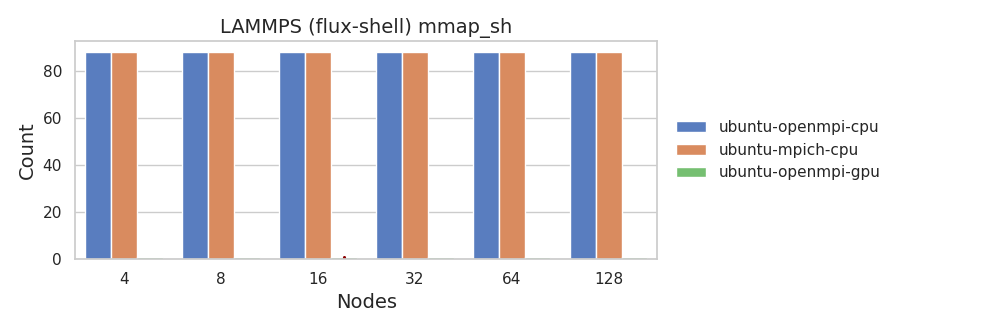 LAMMPS (flux-shell) mmap_sh
Count
80
60
40
20
0
4 8 16 32 64 128
Nodes
ubuntu-openmpi-cpu
ubuntu-mpich-cpu
ubuntu-openmpi-gpu